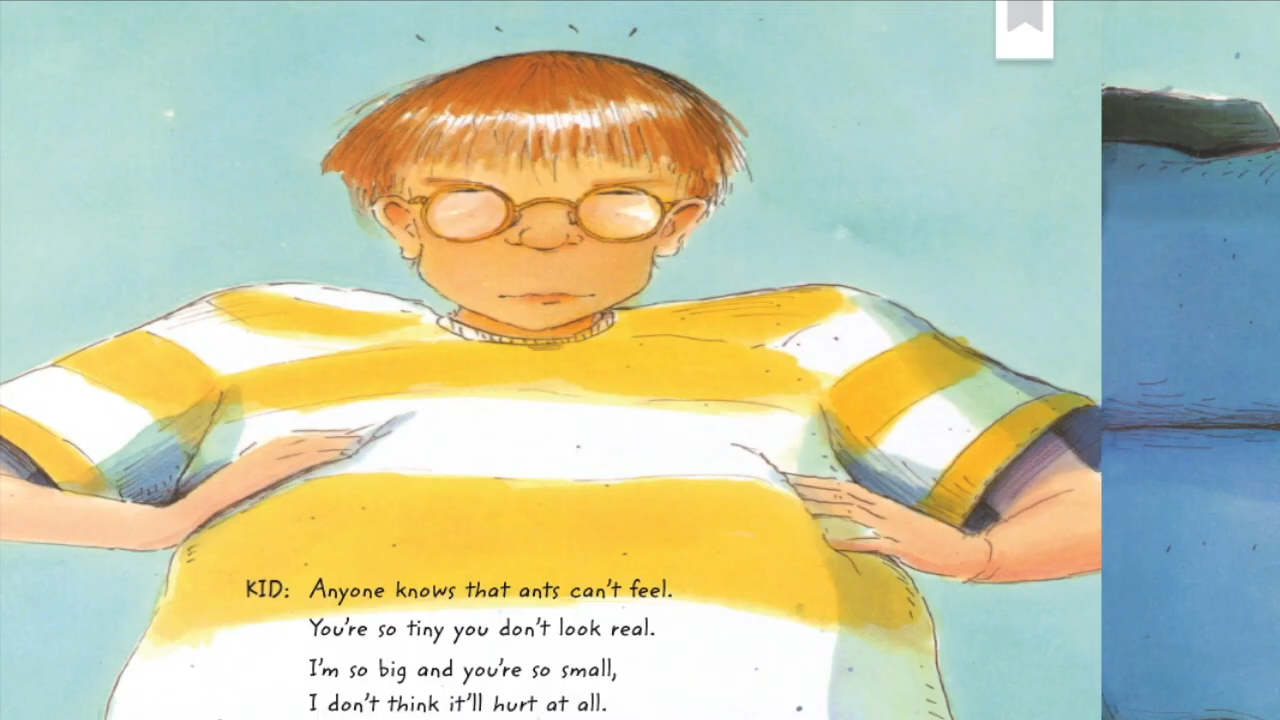 KID: Anyone knows that ants can't feel.
You're so tiny you don't look real.
I'm so big and you're so small,
I don't think it'll hurt at all.